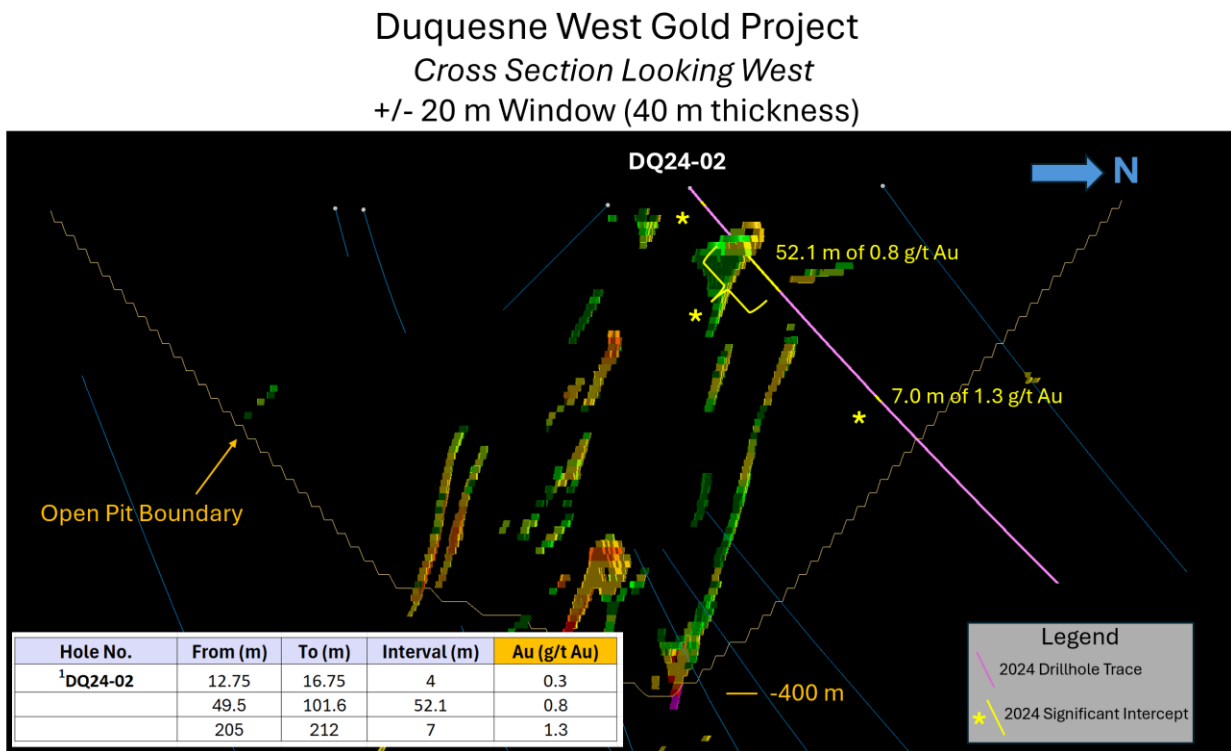 Duquesne West Gold Project
Cross Section Looking West
+/- 20 m Window (40 m thickness)
DQ24-02
N
*
52.1 m of 0.8 g/t Au
*
7.0 m of 1.3 g/t Au
*
Open Pit Boundary
-400 m
Hole No. From (m) To (m) Interval (m) Au (g/t Au)
¹DQ24-02 12.75 16.75 4 0.3
49.5 101.6 52.1 0.8
205 212 7 1.3
Legend
2024 Drillhole Trace
* 2024 Significant Intercept